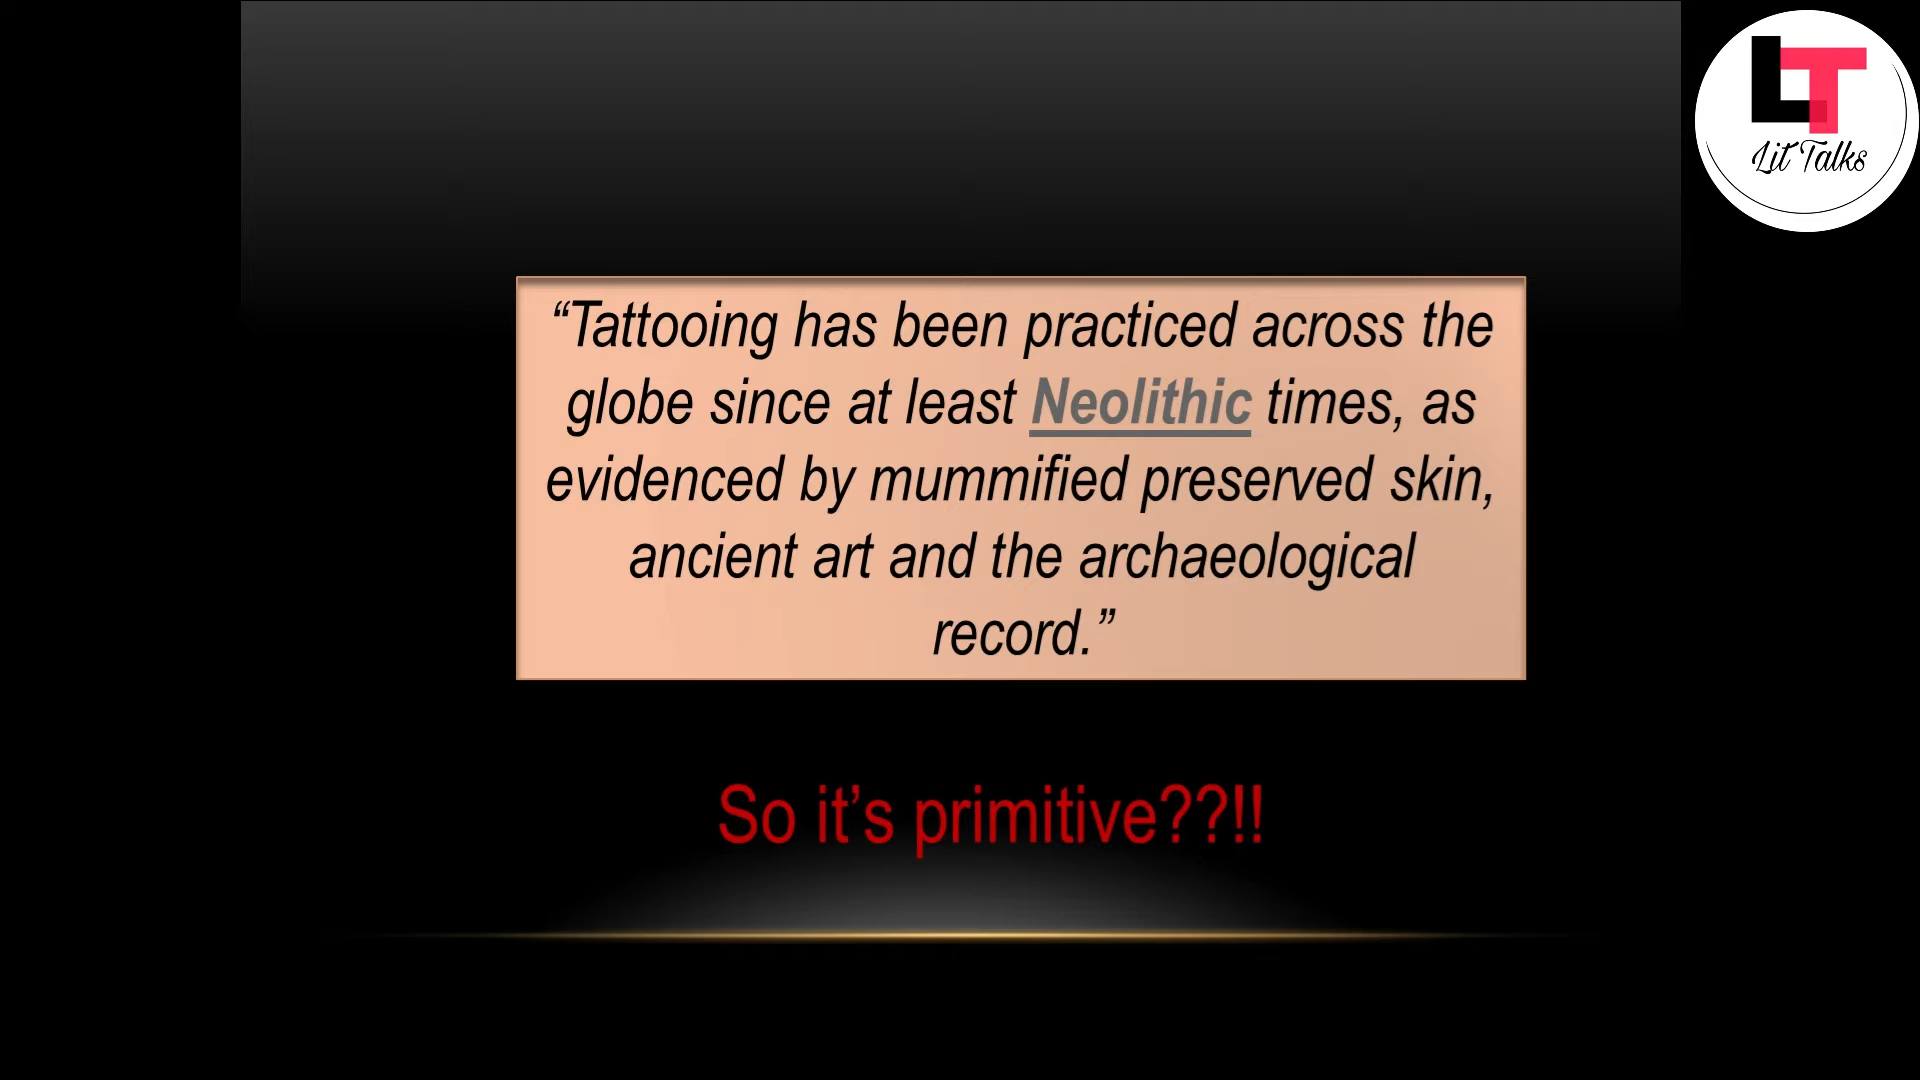 LT
Lit Talks
“Tattooing has been practiced across the
globe since at least Neolithic times, as
evidenced by mummified preserved skin,
ancient art and the archaeological
record.”
So it’s primitive??!!